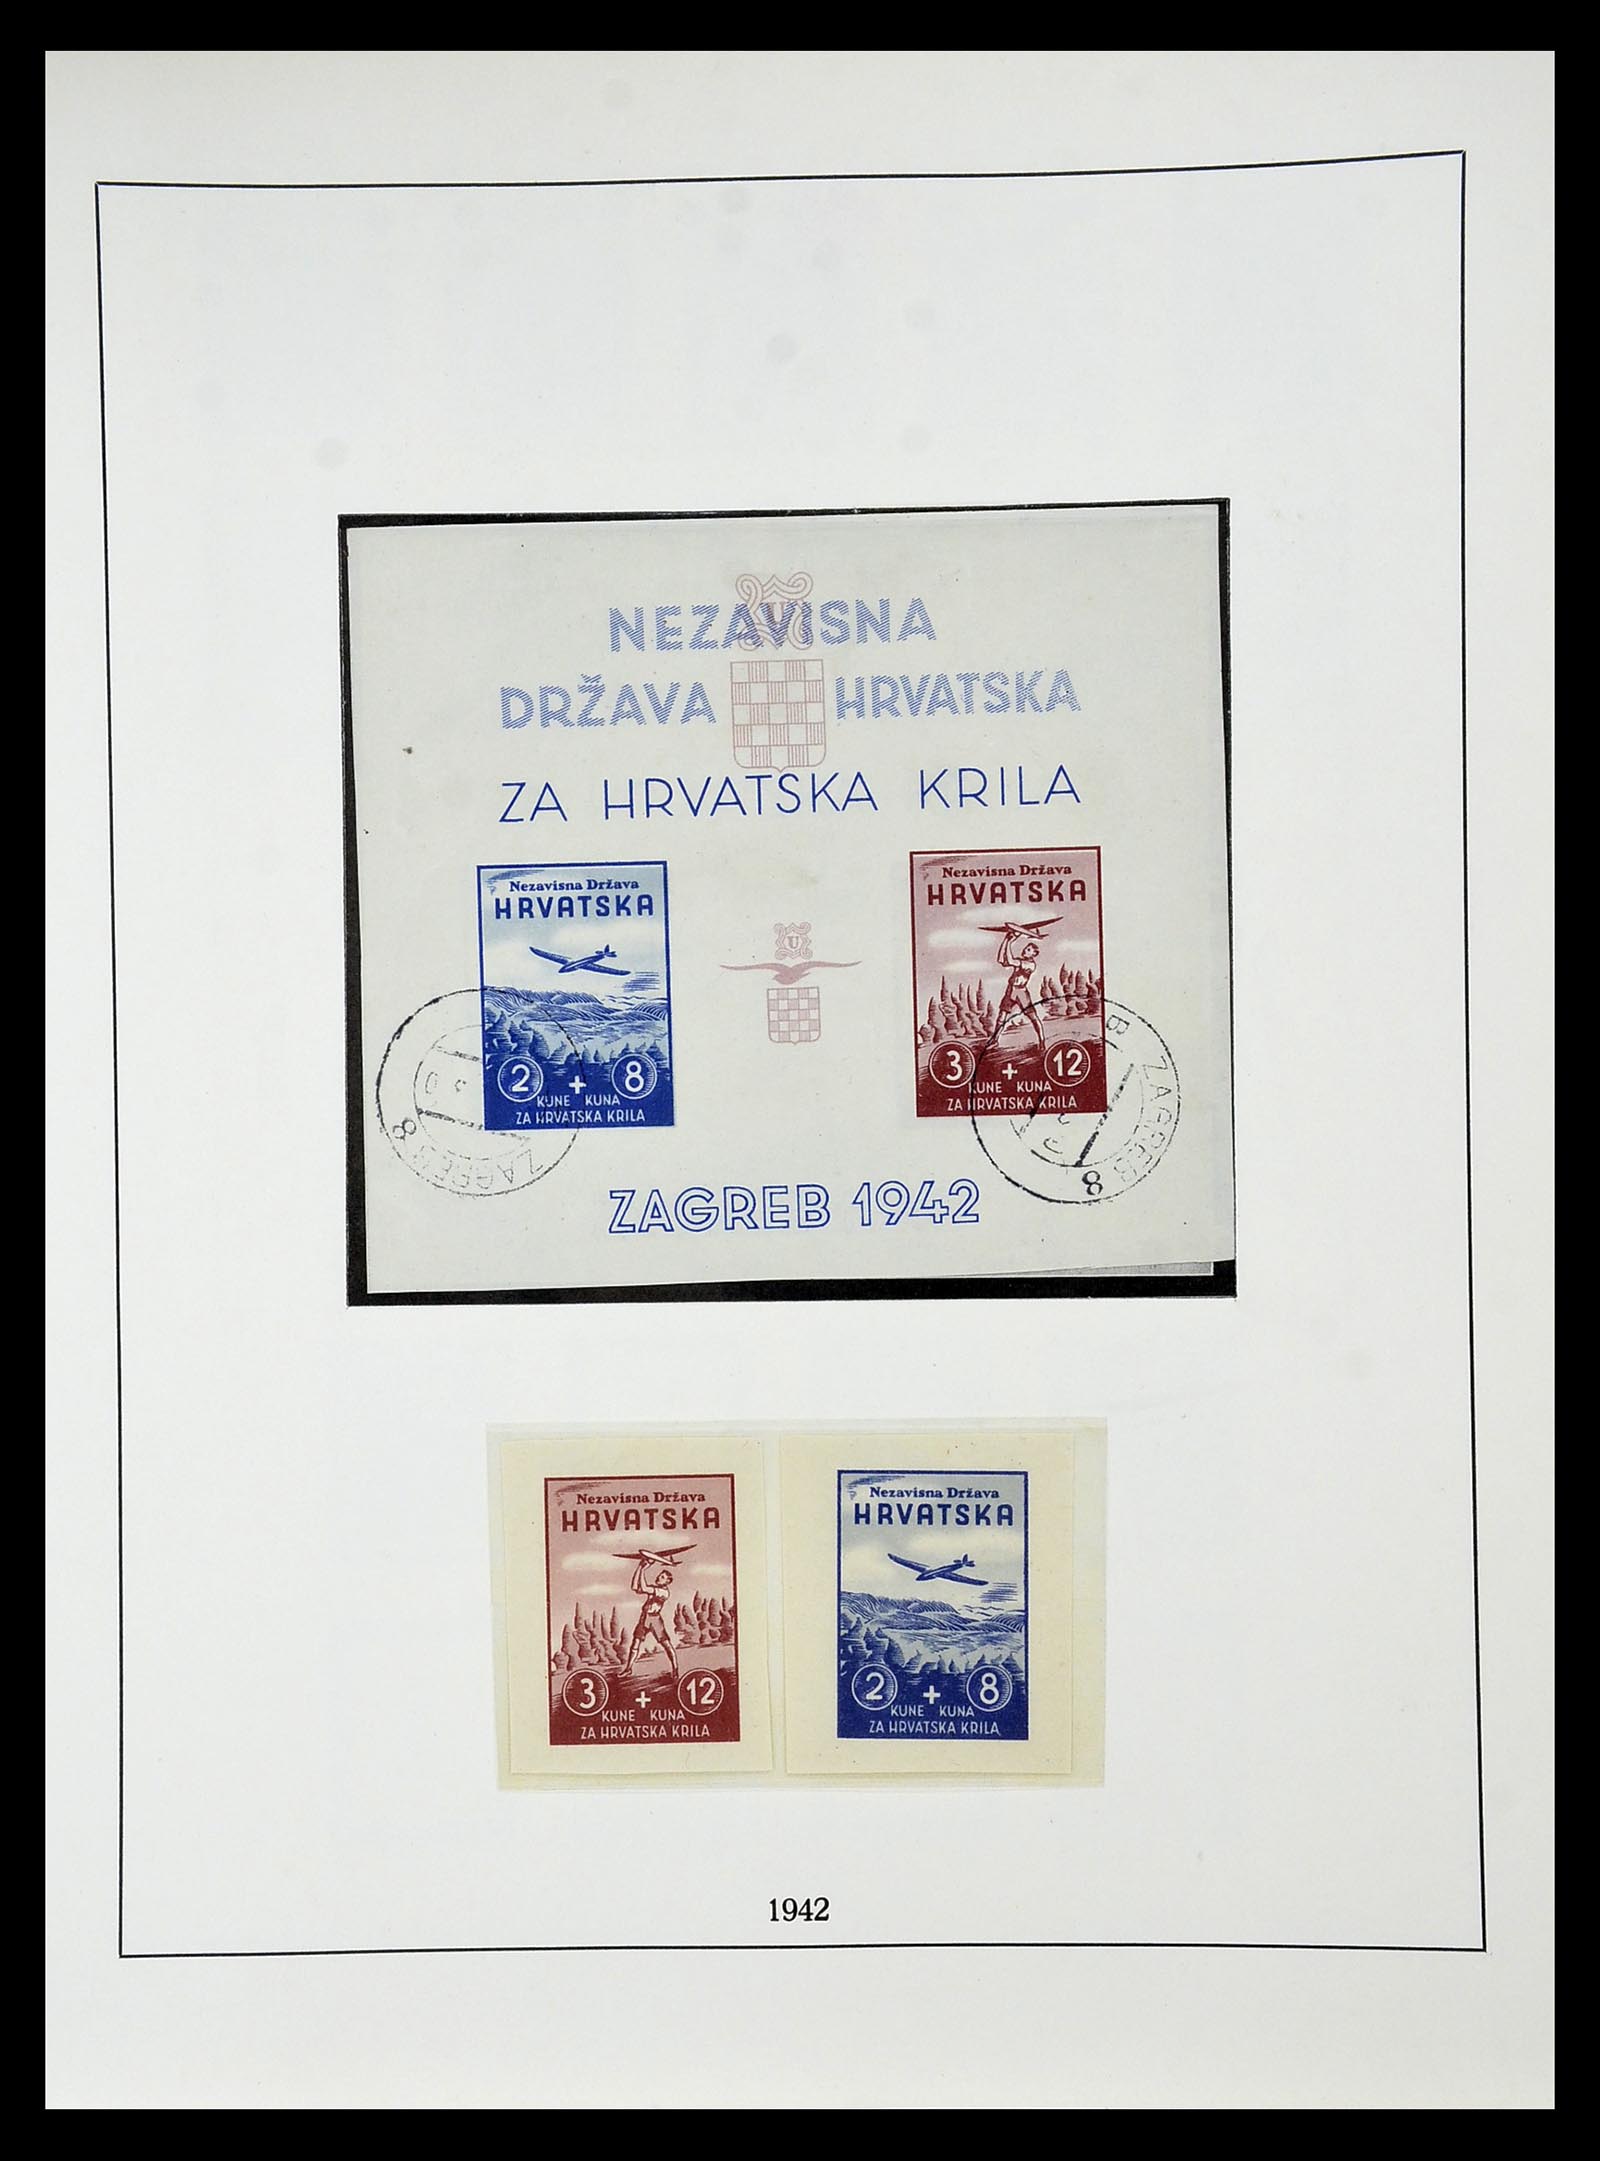 U
NEZAVISNA
DRŽAVA HRVATSKA
ZA HRVATSKA KRILA
Nezavisna Država
HRVATSKA
2 + 8
KUNE KUNA
ZA HRVATSKA KRILA
U
Nezavisna Država
HRVATSKA
3 + 12
KUNE KUNA
ZA HRVATSKA KRILA
ZAGREB 8
ZAGREB 8
ZAGREB 1942
Nezavisna Država
HRVATSKA
3 + 12
KUNE KUNA
ZA HRVATSKA KRILA
Nezavisna Država
HRVATSKA
2 + 8
KUNE KUNA
ZA HRVATSKA KRILA
1942